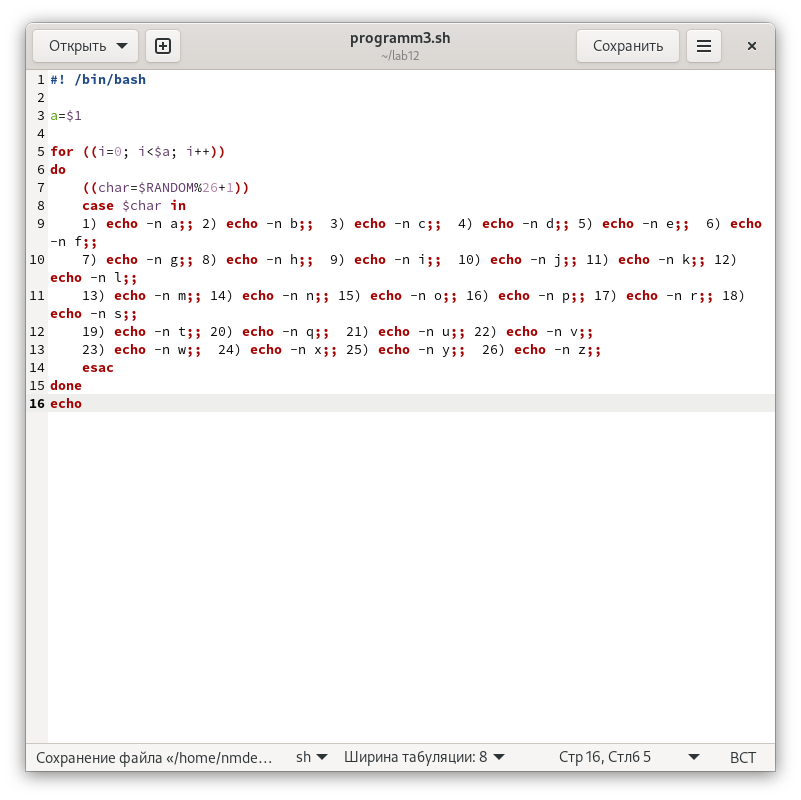 Открыть
programm3.sh
~/lab12
Сохранить
1 #! /bin/bash
2
3 a=$1
4
5 for ((i=0; i<$a; i++))
6 do
7     ((char=$RANDOM%26+1))
8     case $char in
9     1) echo -n a;; 2) echo -n b;;  3) echo -n c;;  4) echo -n d;; 5) echo -n e;;  6) echo
-n f;;
10     7) echo -n g;; 8) echo -n h;;  9) echo -n i;;  10) echo -n j;; 11) echo -n k;; 12)
echo -n l;;
11     13) echo -n m;; 14) echo -n n;; 15) echo -n o;; 16) echo -n p;; 17) echo -n r;; 18)
echo -n s;;
12     19) echo -n t;; 20) echo -n q;;  21) echo -n u;; 22) echo -n v;;
13     23) echo -n w;;  24) echo -n x;; 25) echo -n y;;  26) echo -n z;;
14     esac
15 done
16 echo
Сохранение файла «/home/nmde… sh Ширина табуляции: 8 Стр 16, Стлб 5 ВСТ